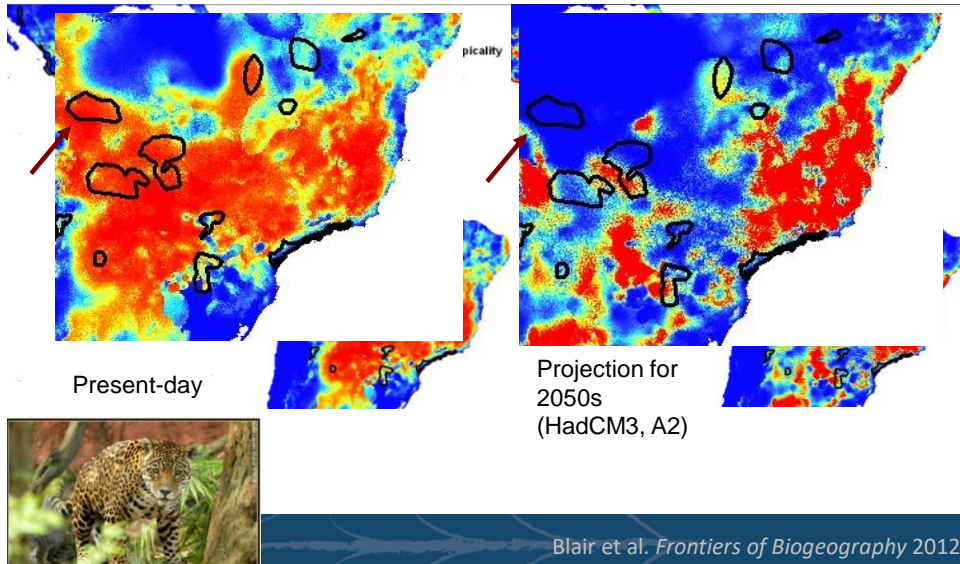 picality
Present-day
Projection for
2050s
(HadCM3, A2)
Blair et al. Frontiers of Biogeography 2012